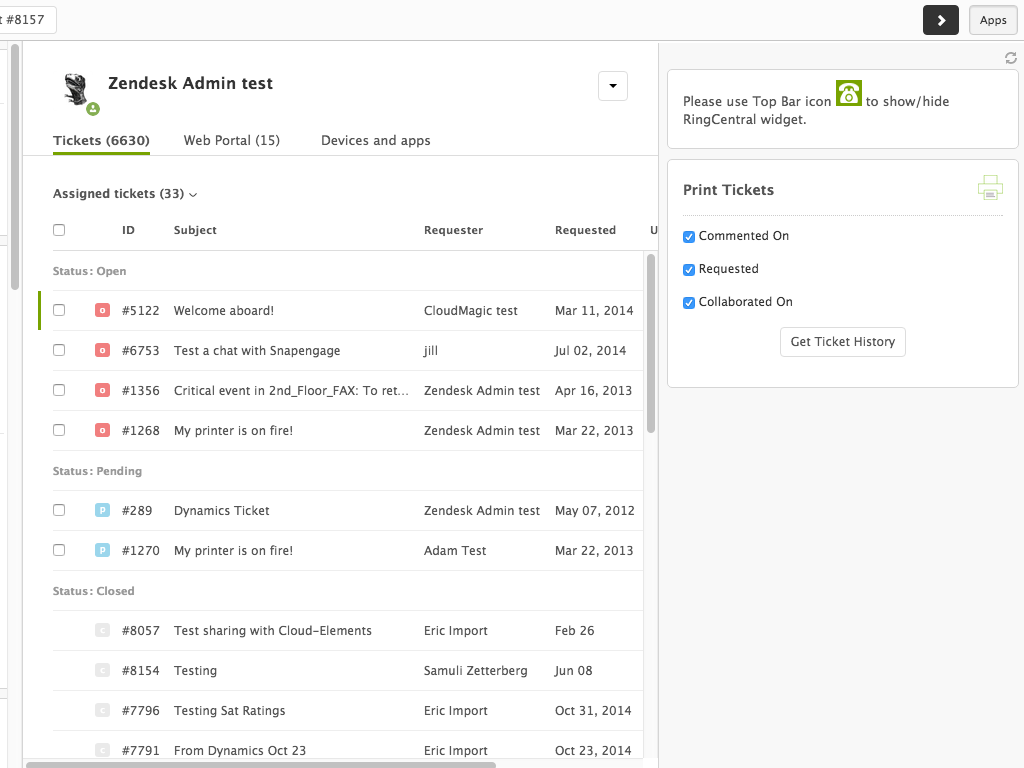 t #8157
Apps
Zendesk Admin test
Tickets (6630) Web Portal (15) Devices and apps
Assigned tickets (33)
ID Subject Requester Requested U
Status: Open
o #5122 Welcome aboard! CloudMagic test Mar 11, 2014
o #6753 Test a chat with Snapengage jill Jul 02, 2014
o #1356 Critical event in 2nd_Floor_FAX: To ret... Zendesk Admin test Apr 16, 2013
o #1268 My printer is on fire! Zendesk Admin test Mar 22, 2013
Status: Pending
p #289 Dynamics Ticket Zendesk Admin test May 07, 2012
p #1270 My printer is on fire! Adam Test Mar 22, 2013
Status: Closed
c #8057 Test sharing with Cloud-Elements Eric Import Feb 26
c #8154 Testing Samuli Zetterberg Jun 08
c #7796 Testing Sat Ratings Eric Import Oct 31, 2014
c #7791 From Dynamics Oct 23 Eric Import Oct 23, 2014
Please use Top Bar icon to show/hide
RingCentral widget.
Print Tickets
Commented On
Requested
Collaborated On
Get Ticket History